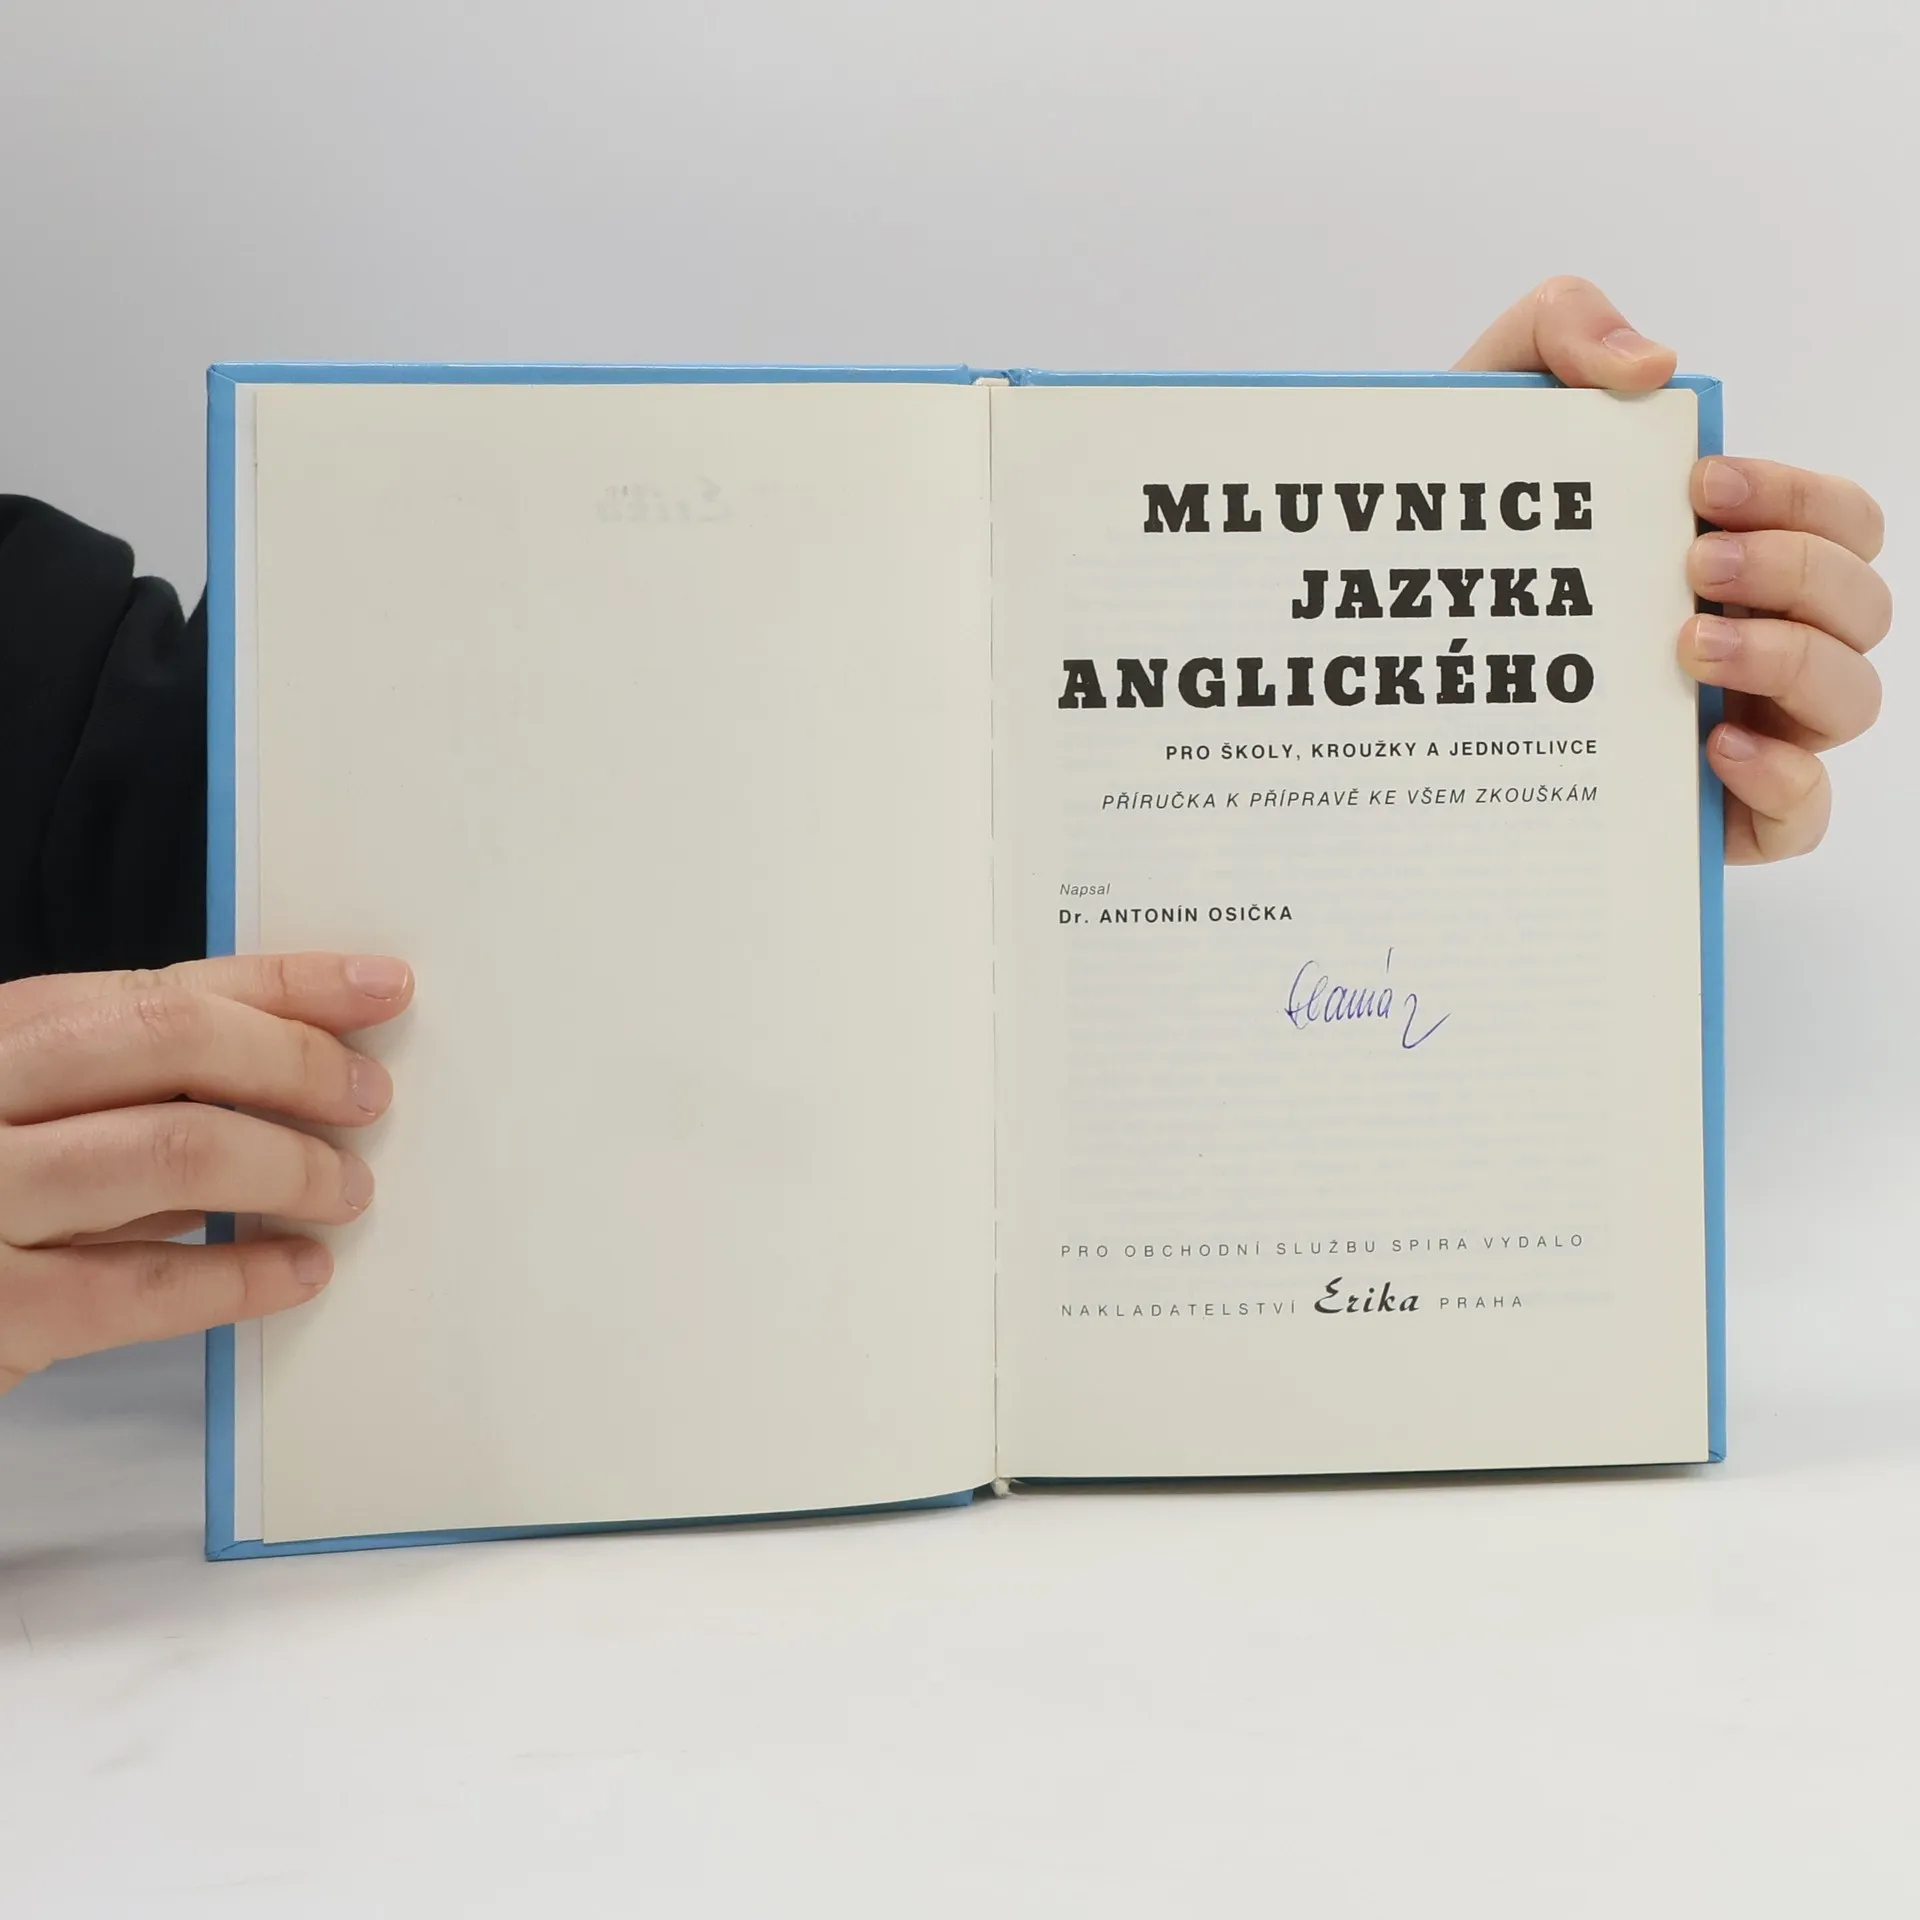 MLUVNICE
JAZYKA
ANGLICKÉHO
PRO ŠKOLY, KROUŽKY A JEDNOTLIVCE
PŘÍRUČKA K PŘÍPRAVĚ KE VŠEM ZKOUŠKÁM
Napsal
Dr. ANTONÍN OSIČKA
PRO OBCHODNÍ SLUŽBU SPIRA VYDALO
NAKLADATELSTVÍ Erika PRAHA